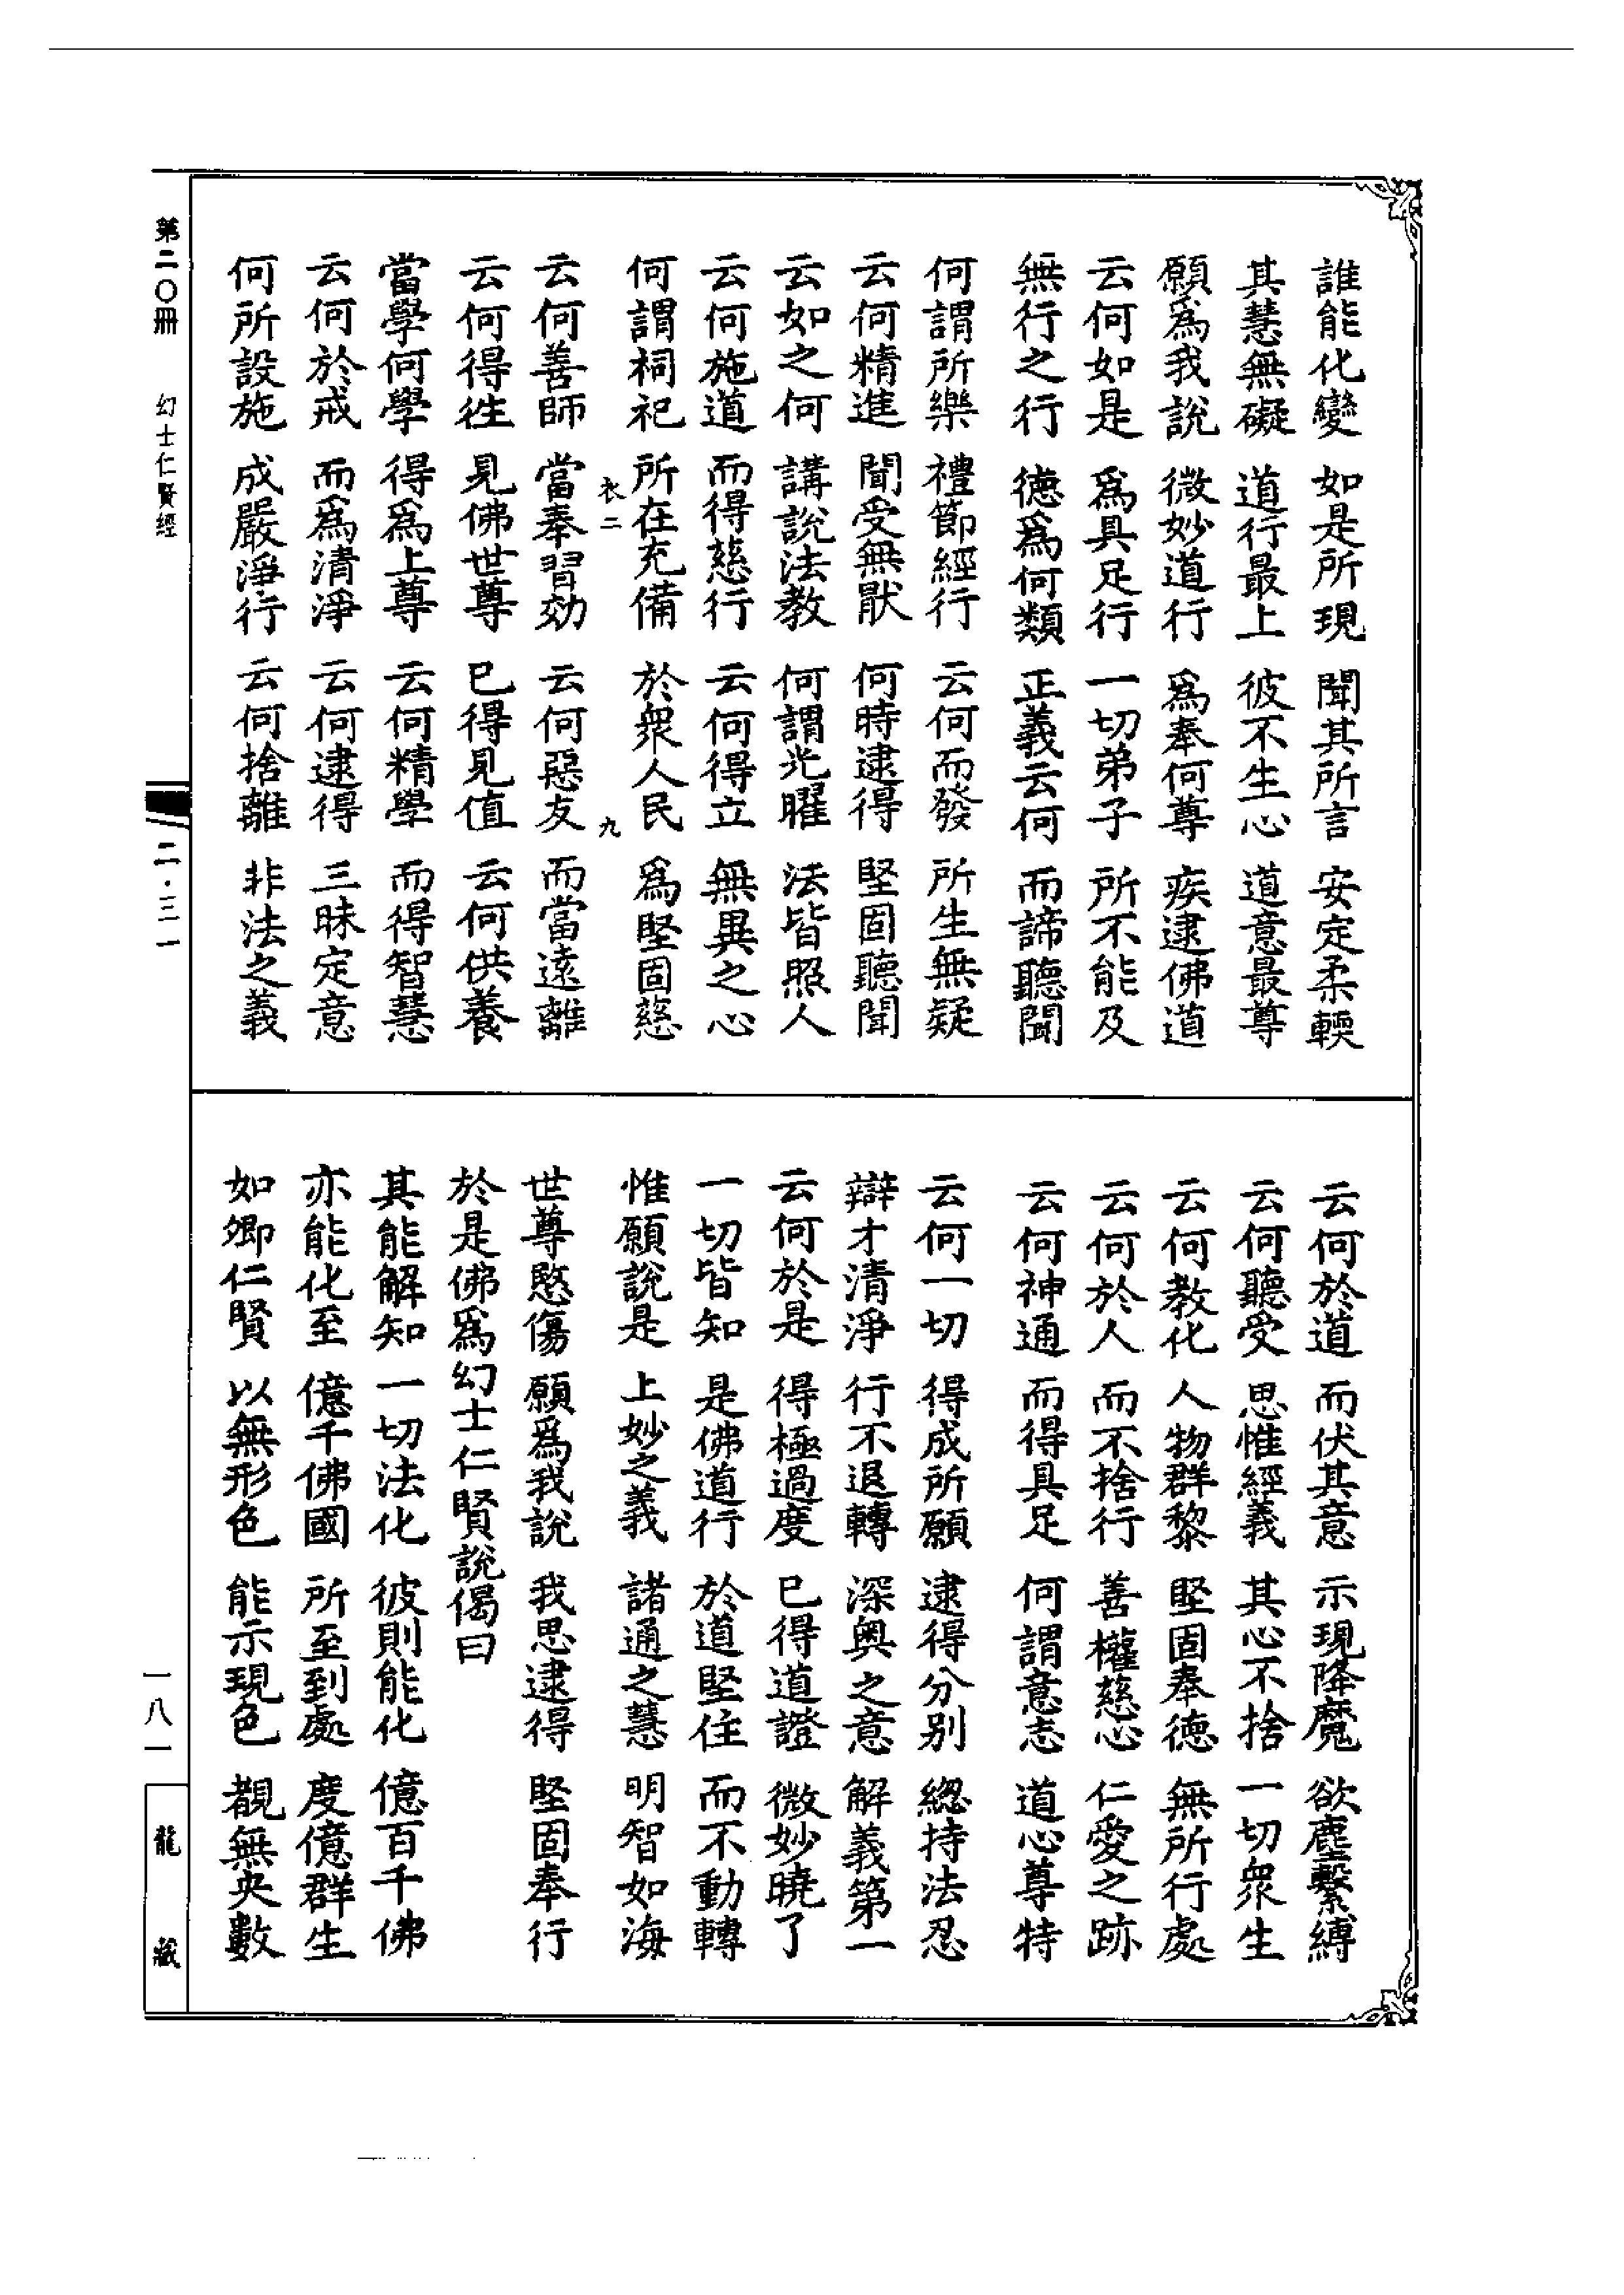 誰能化變　如是所現　聞其所言　安定柔輭
其慧無礙　道行最上　彼不生心　道意最尊
願爲我說　微妙道行　爲奉何尊　疾逮佛道
云何如是　爲具足行　一切弟子　所不能及
無行之行　德爲何類　正義云何　而諦聽聞
何謂所樂　禮節經行　云何而發　所生無疑
云何精進　聞受無猒　何時逮得　堅固聽聞
云如之何　講說法教　何謂光曜　法皆照人
云何施道　而得慈行　云何得立　無異之心
何謂祠祀　所在充備　於衆人民　爲堅固慈
衣二　九
云何善師　當奉習効　云何惡友　而當遠離
云何得徃　見佛世尊　已得見值　云何供養
當學何學　得爲上尊　云何精學　而得智慧
云何於戒　而爲清淨　云何逮得　三昧定意
何所設施　成嚴淨行　云何捨離　非法之義
云何於道　而伏其意　示現降魔　欲塵繫縛
云何聽受　思惟經義　其心不捨　一切衆生
云何教化　人物群黎　堅固奉德　無所行處
云何於人　而不捨行　善權慈心　仁愛之跡
云何神通　而得具足　何謂意志　道心尊特
云何一切　得成所願　逮得分别　緫持法忍
辯才清淨　行不退轉　深奥之意　解義第一
云何於是　得極過度　已得道證　微妙曉了
一切皆知　是佛道行　於道堅住　而不動轉
惟願說是　上妙之義　諸通之慧　明智如海
世尊愍傷　願爲我說　我思逮得　堅固奉行
於是佛爲幻士仁賢說偈曰
其能解知　一切法化　彼則能化　億百千佛
亦能化至　億千佛國　所至到處　度億群生
如卿仁賢　以無形色　能示現色　覩無央數
第二〇冊　幻士仁賢經
二·三一
一八一
龍藏